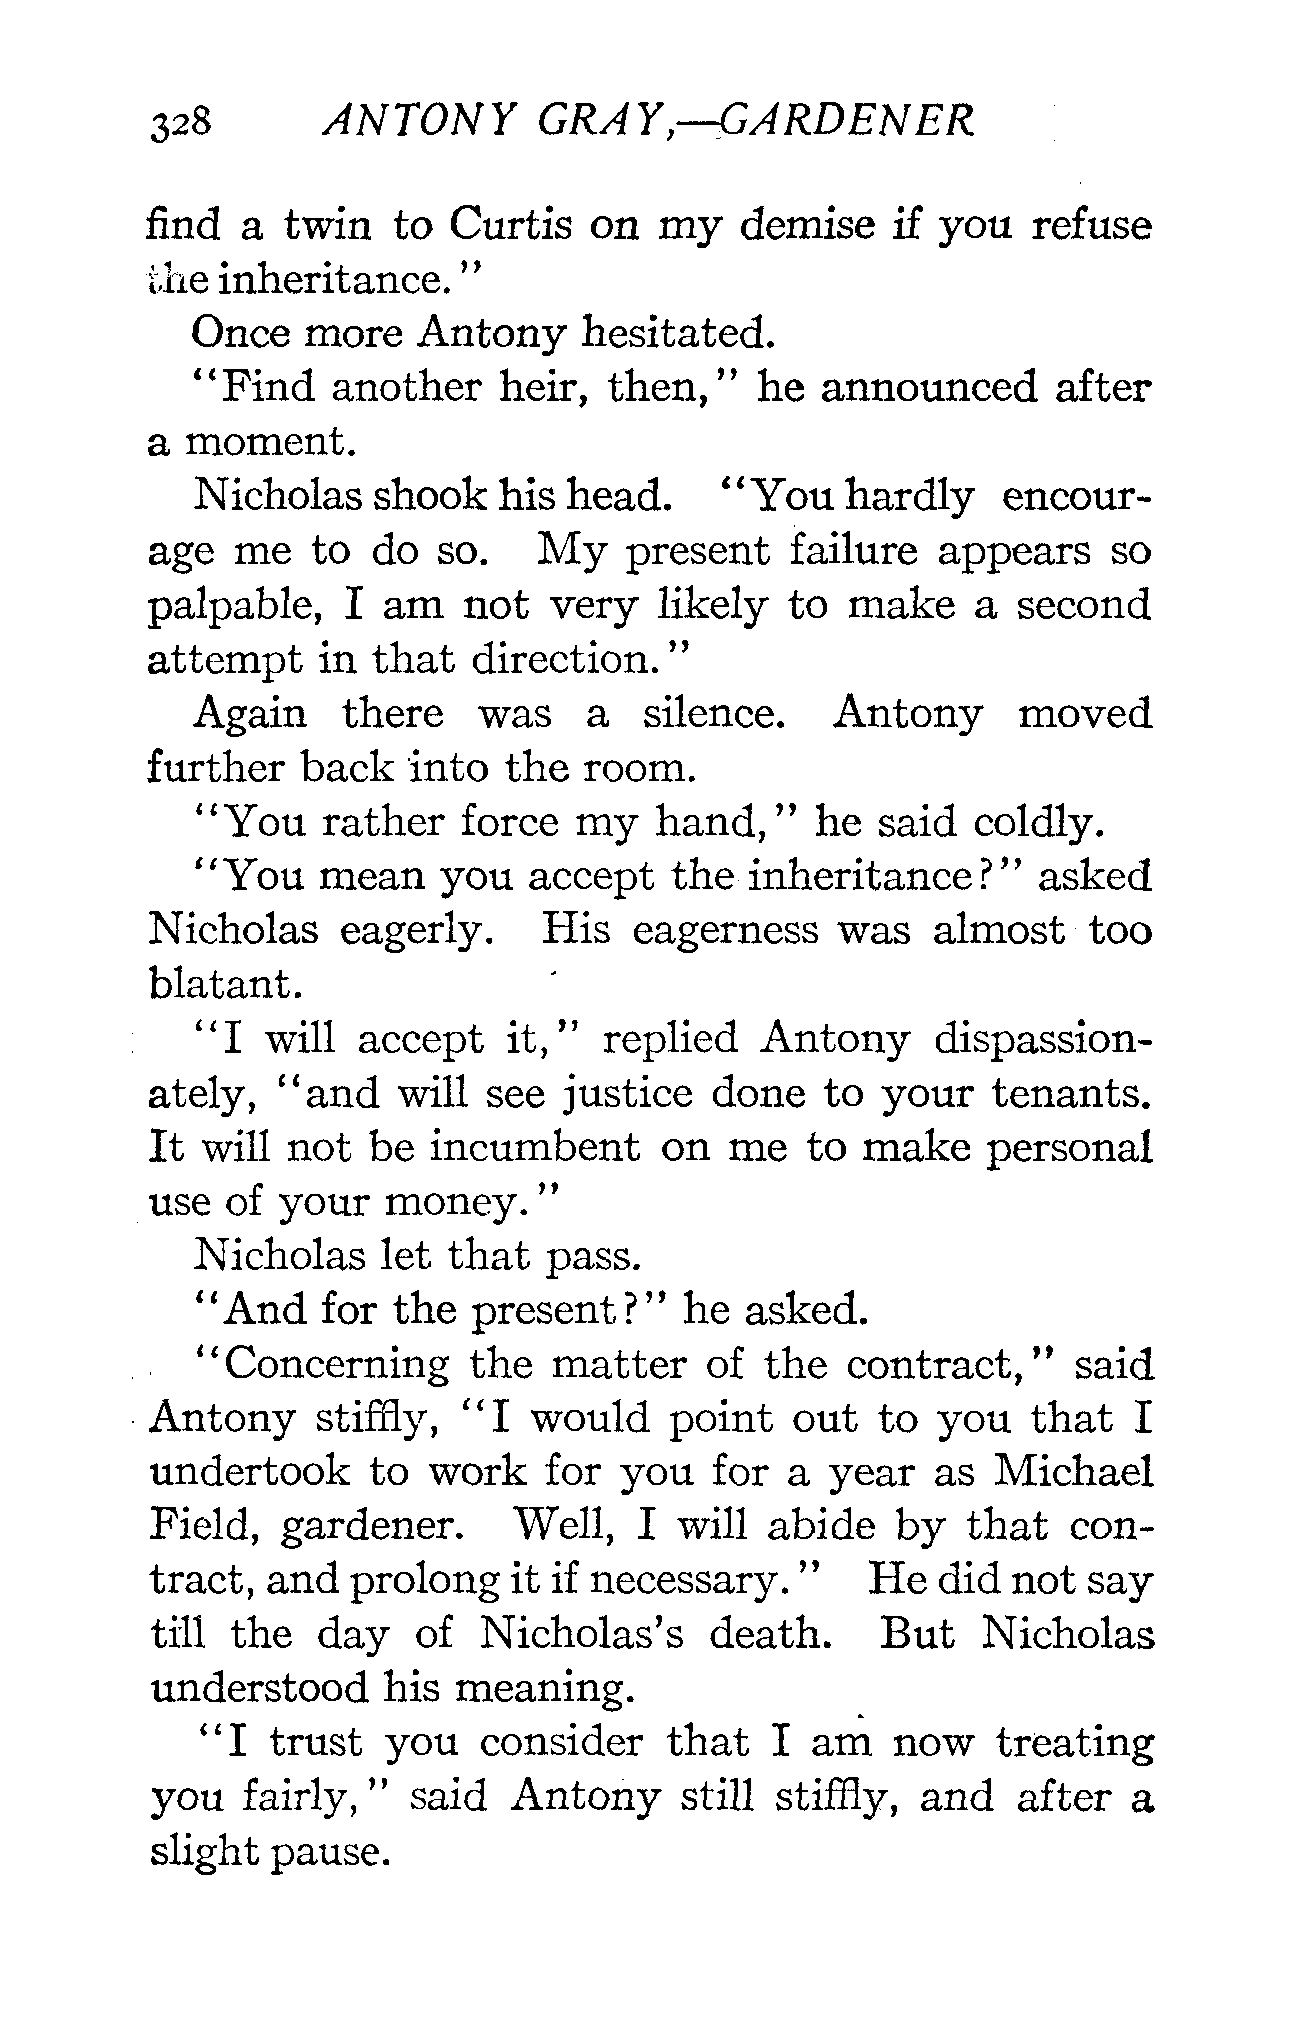 328 ANTONY GRAY,—GARDENER
find a twin to Curtis on my demise if you refuse
the inheritance."
Once more Antony hesitated.
"Find another heir, then," he announced after
a moment.
Nicholas shook his head. "You hardly encour-
age me to do so. My present failure appears so
palpable, I am not very likely to make a second
attempt in that direction."
Again there was a silence. Antony moved
further back into the room.
"You rather force my hand," he said coldly.
"You mean you accept the inheritance?" asked
Nicholas eagerly. His eagerness was almost too
blatant.
"I will accept it," replied Antony dispassion-
ately, "and will see justice done to your tenants.
It will not be incumbent on me to make personal
use of your money."
Nicholas let that pass.
"And for the present?" he asked.
"Concerning the matter of the contract," said
Antony stiffly, "I would point out to you that I
undertook to work for you for a year as Michael
Field, gardener. Well, I will abide by that con-
tract, and prolong it if necessary." He did not say
till the day of Nicholas's death. But Nicholas
understood his meaning.
"I trust you consider that I am now treating
you fairly," said Antony still stiffly, and after a
slight pause.